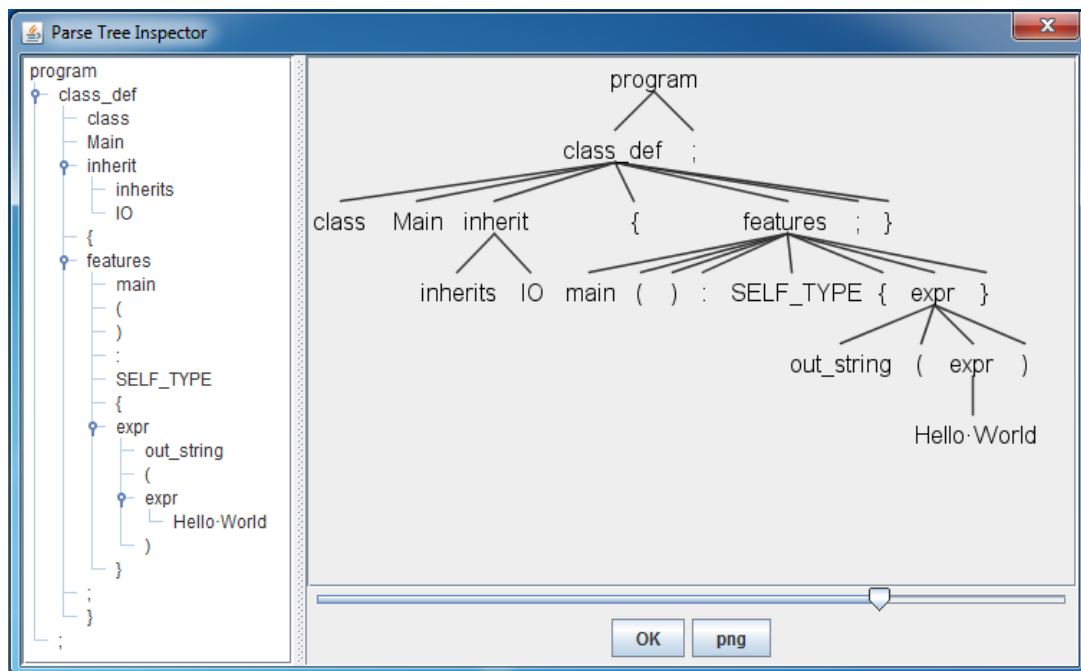 Parse Tree Inspector
program
class_def
class
Main
inherit
inherits
IO
{
features
main
(
)
:
SELF_TYPE
{
expr
out_string
(
expr
Hello·World
)
}
;
}
;
program
class_def ;
class Main inherit { features ; }
inherits IO main ( ) : SELF_TYPE { expr }
out_string ( expr )
Hello·World
OK png